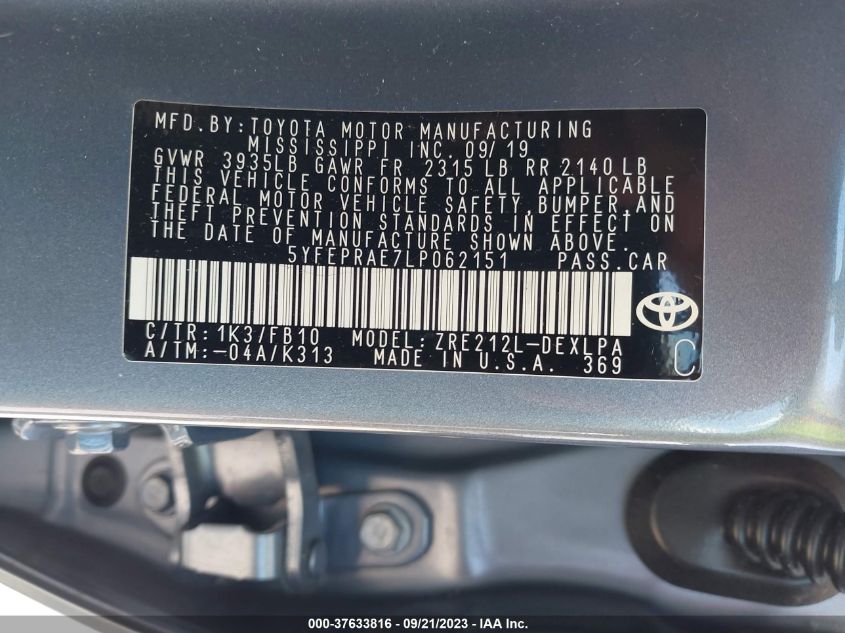 MFD.BY:TOYOTA MOTOR MANUFACTURING
MISSISSIPPI INC. 09/19
GVWR 3935LB GAWR FR 2315 LB RR 2140 LB
THIS VEHICLE CONFORMS TO ALL APPLICABLE
FEDERAL MOTOR VEHICLE SAFETY,BUMPER,AND
THEFT PREVENTION STANDARDS IN EFFECT ON
THE DATE OF MANUFACTURE SHOWN ABOVE.
5YFEPRAE7LP062151 PASS.CAR
C/TR:1K3/FB10 MODEL:ZRE212L-DEXLPA
A/TM:-04A/K313 MADE IN U.S.A. 369
C
000-37633816 - 09/21/2023 - IAA Inc.